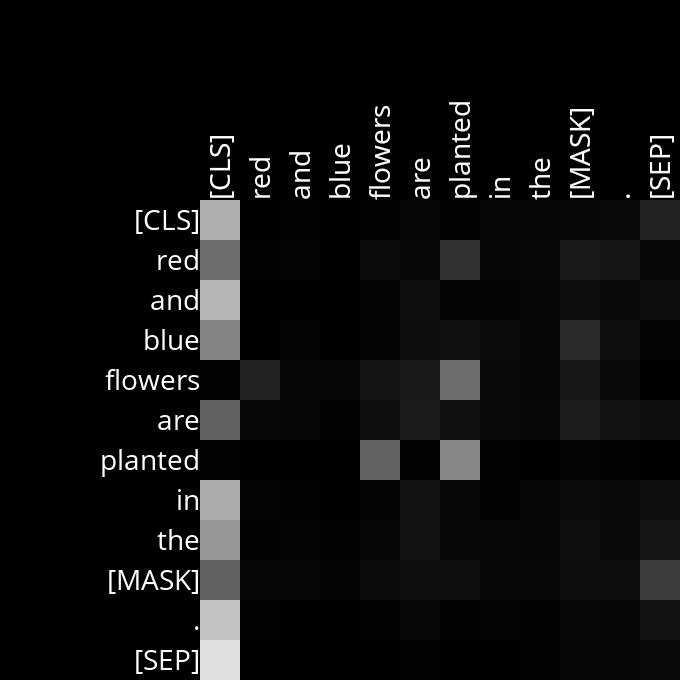 [CLS] red and blue flowers are planted in the [MASK] . [SEP]
[CLS]
red
and
blue
flowers
are
planted
in
the
[MASK]
.
[SEP]